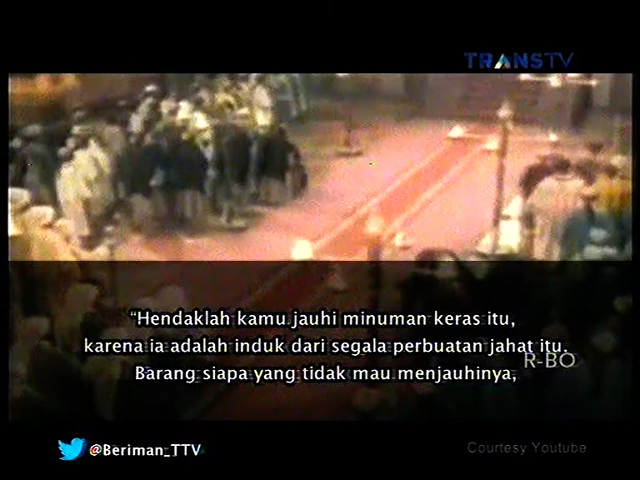 TRANSTV
“Hendaklah kamu jauhi minuman keras itu,
karena ia adalah induk dari segala perbuatan jahat itu.
Barang siapa yang tidak mau menjauhinya,
R-BO
@Beriman_TTV
Courtesy Youtube